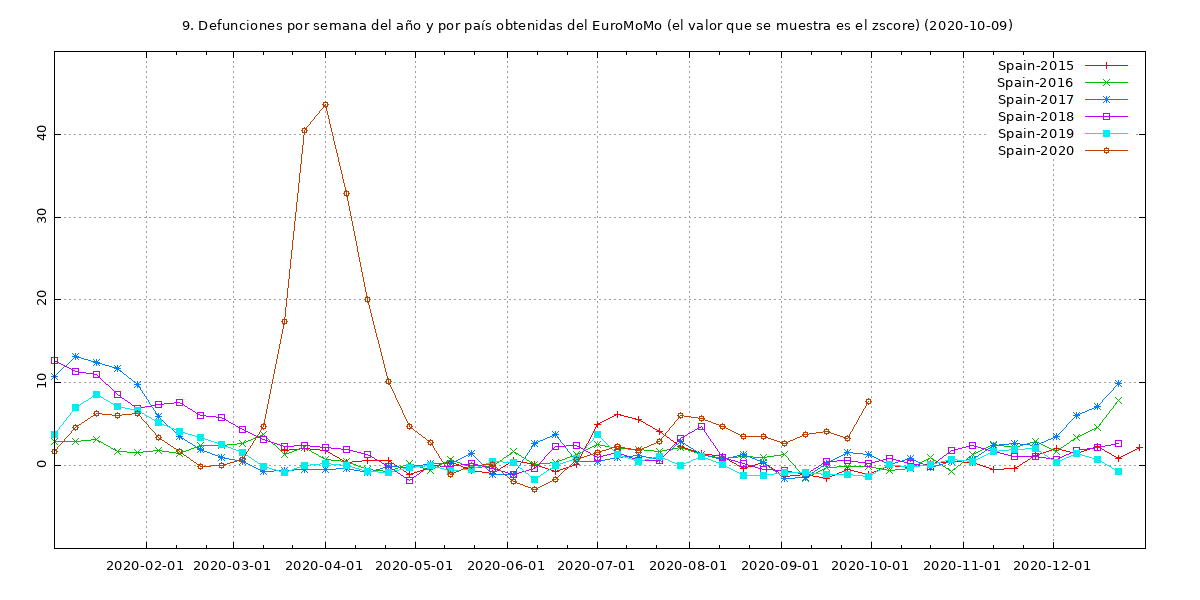 9. Defunciones por semana del año y por país obtenidas del EuroMoMo (el valor que se muestra es el zscore) (2020-10-09)
Spain-2015
Spain-2016
Spain-2017
Spain-2018
Spain-2019
Spain-2020
40
30
20
10
0
2020-02-01 2020-03-01 2020-04-01 2020-05-01 2020-06-01 2020-07-01 2020-08-01 2020-09-01 2020-10-01 2020-11-01 2020-12-01